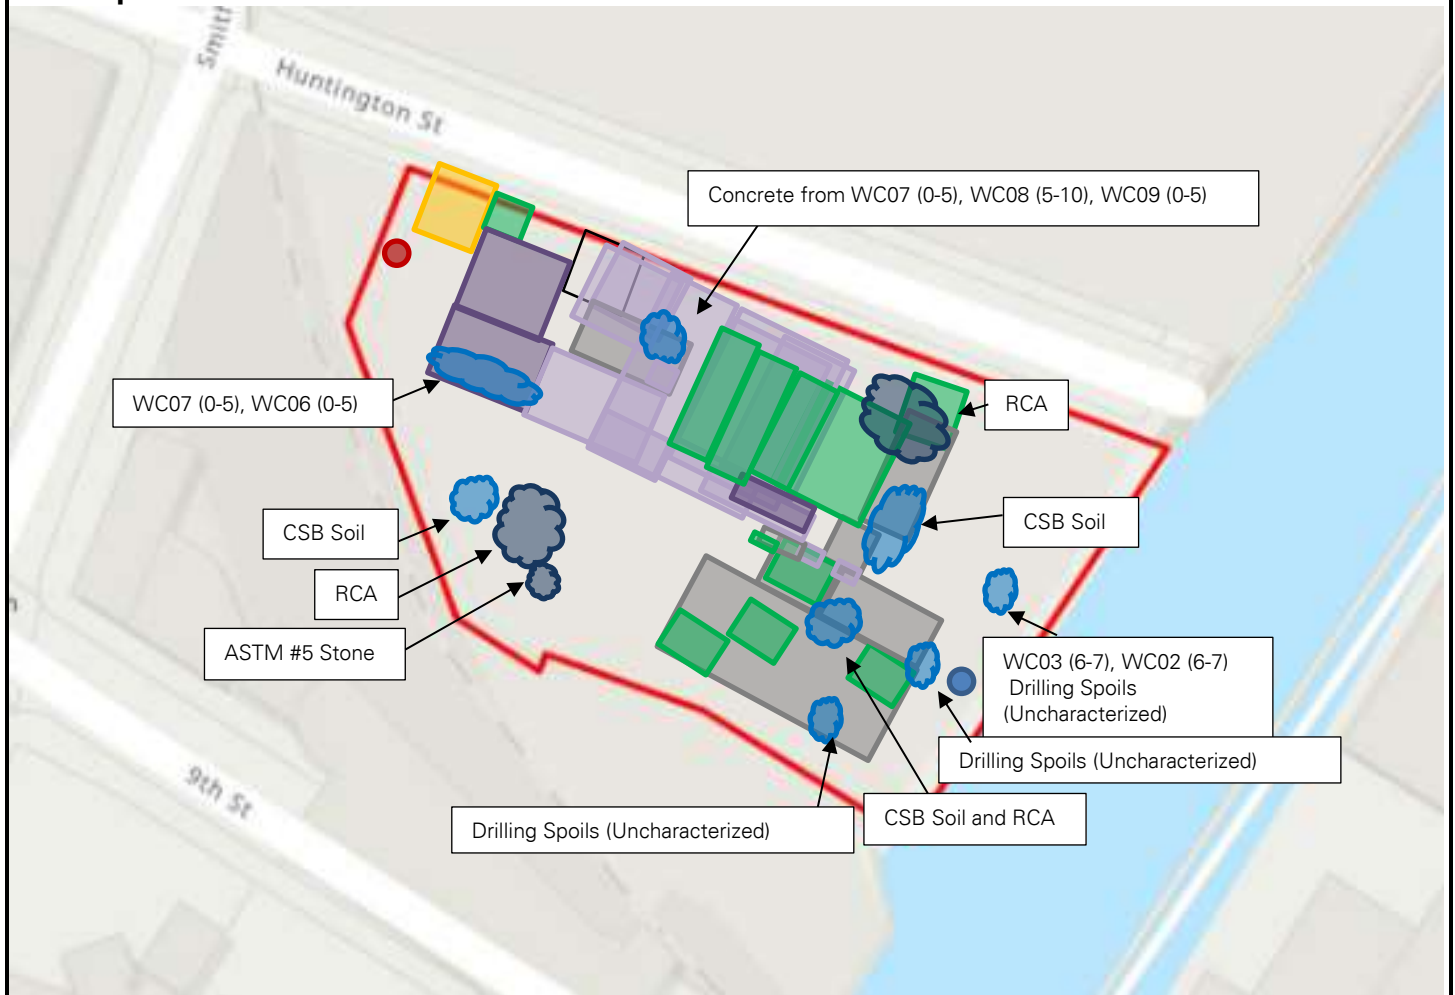 Smith
Huntington St
Concrete from WC07 (0-5), WC08 (5-10), WC09 (0-5)
WC07 (0-5), WC06 (0-5)
RCA
CSB Soil
CSB Soil
RCA
ASTM #5 Stone
WC03 (6-7), WC02 (6-7)
Drilling Spoils
(Uncharacterized)
Drilling Spoils (Uncharacterized)
9th St
CSB Soil and RCA
Drilling Spoils (Uncharacterized)